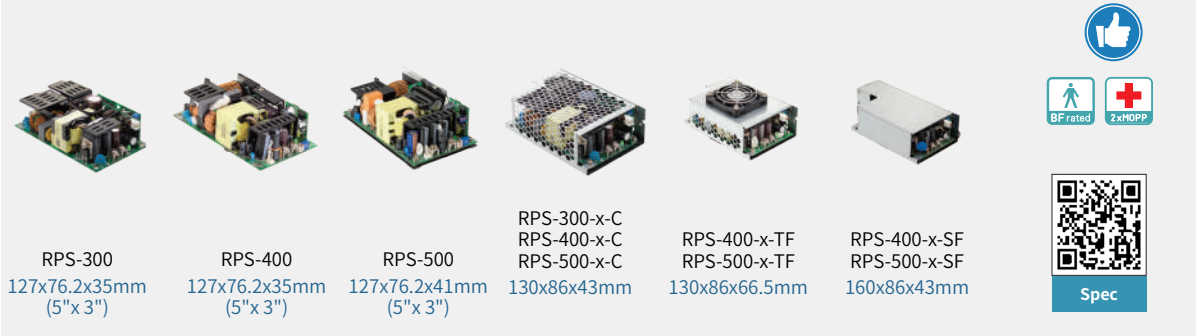 BF rated
2xMOPP
RPS-300
127x76.2x35mm
(5"x 3")
RPS-400
127x76.2x35mm
(5"x 3")
RPS-500
127x76.2x41mm
(5"x 3")
RPS-300-x-C
RPS-400-x-C
RPS-500-x-C
130x86x43mm
RPS-400-x-TF
RPS-500-x-TF
130x86x66.5mm
RPS-400-x-SF
RPS-500-x-SF
160x86x43mm
Spec